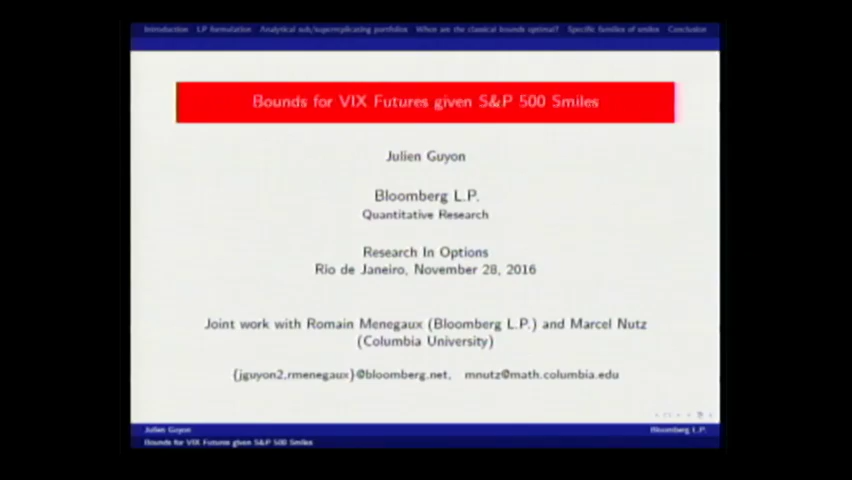 Introduction LP formulation Analytical sub/superreplicating portfolios When are the classical bounds optimal? Specific families of smiles Conclusion
Bounds for VIX Futures given S&P 500 Smiles
Julien Guyon
Bloomberg L.P.
Quantitative Research
Research In Options
Rio de Janeiro, November 28, 2016
Joint work with Romain Menegaux (Bloomberg L.P.) and Marcel Nutz
(Columbia University)
{jguyon2,rmenegaux}@bloomberg.net, mnutz@math.columbia.edu
Julien Guyon Bloomberg L.P.
Bounds for VIX Futures given S&P 500 Smiles